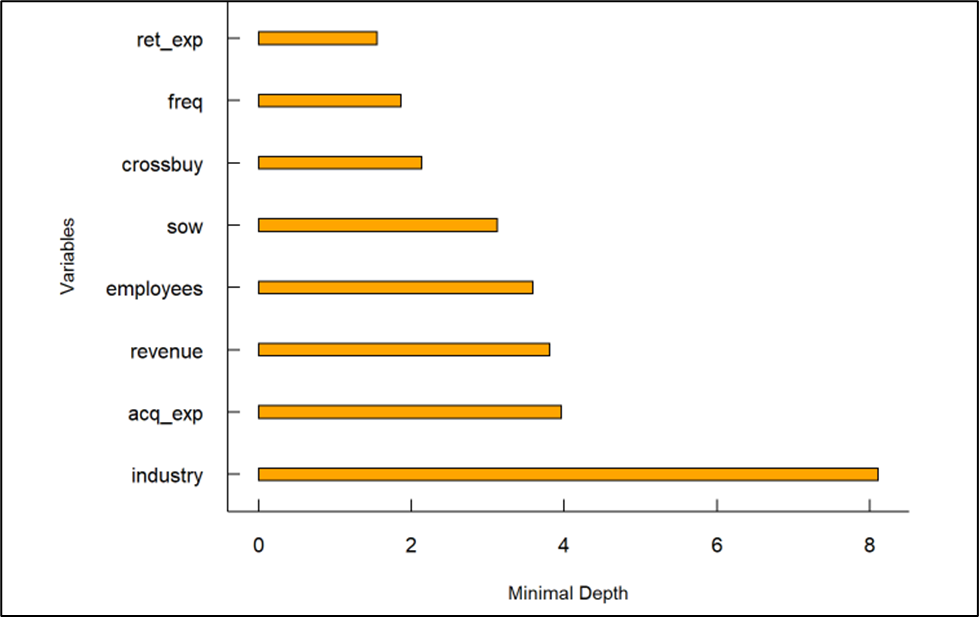 ret_exp
freq
crossbuy
sow
employees
revenue
acq_exp
industry
Variables
0 2 4 6 8
Minimal Depth